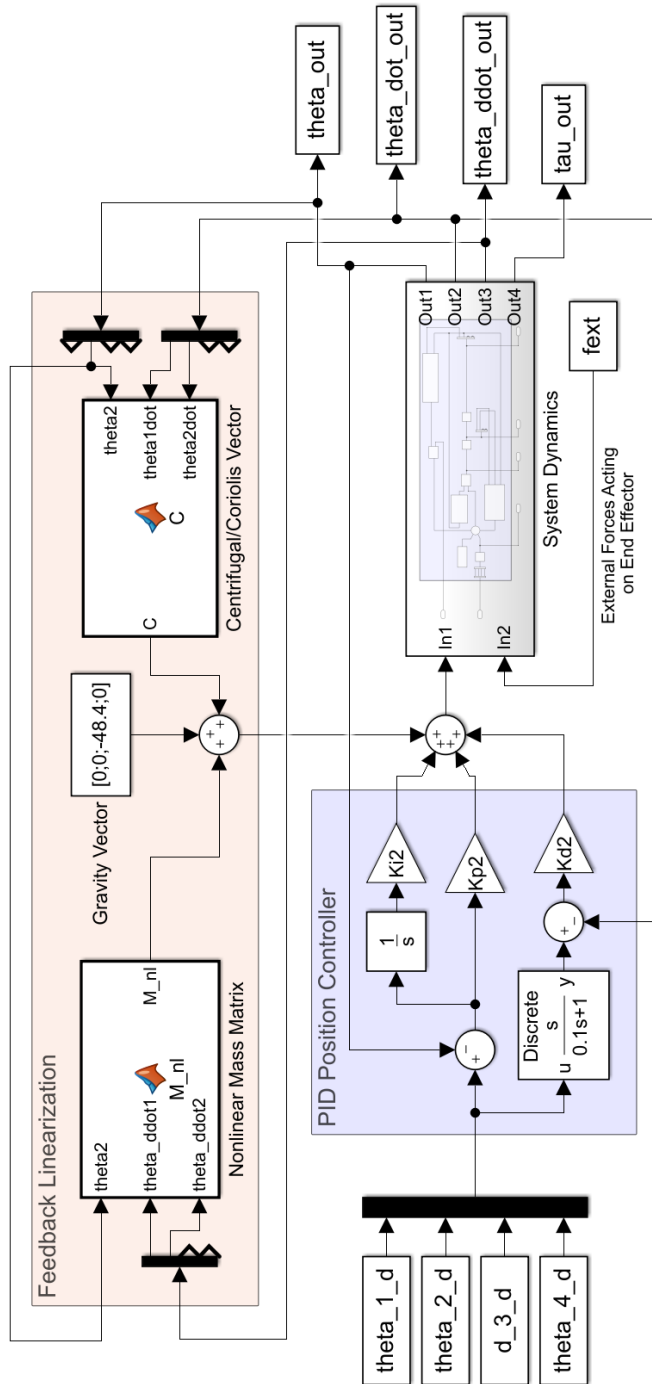 Feedback Linearization
theta2
theta_ddot1
theta_ddot2
M_nl
M_nl
Nonlinear Mass Matrix
Gravity Vector
[0;0;-48.4;0]
+
+
+
C
C
theta2
theta1dot
theta2dot
Centrifugal/Coriolis Vector
theta_out
theta_dot_out
theta_ddot_out
tau_out
theta_1_d
theta_2_d
d_3_d
theta_4_d
PID Position Controller
+
−
1
s
Ki2
Kp2
Discrete
u
s
0.1s+1
y
+
−
Kd2
+
+
+
+
In1
In2
Out1
Out2
Out3
Out4
System Dynamics
External Forces Acting
on End Effector
fext